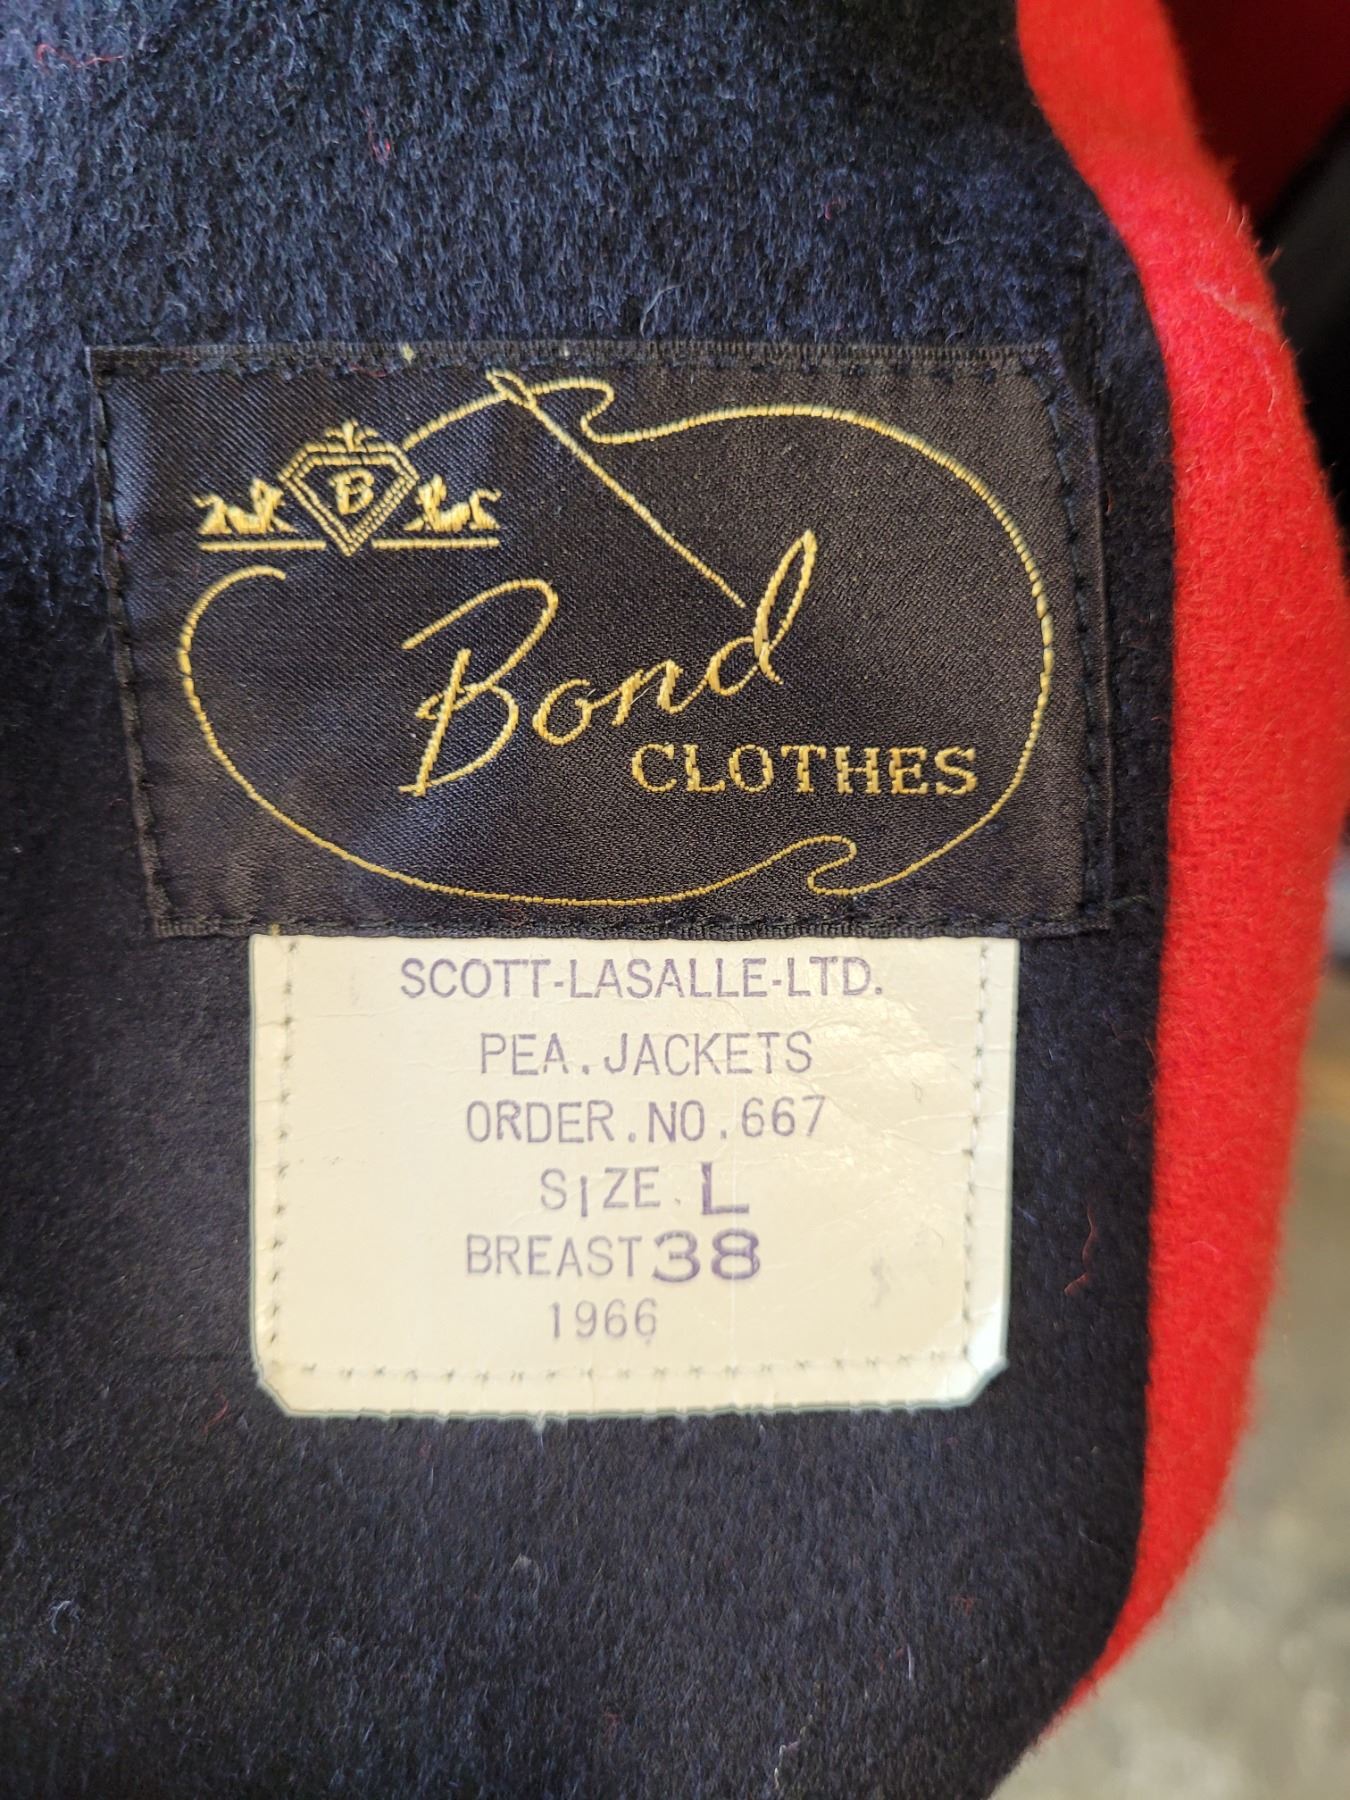 B
Bond
CLOTHES
SCOTT-LASALLE-LTD.
PEA.JACKETS
ORDER.NO.667
SIZE.L
BREAST 38
1966